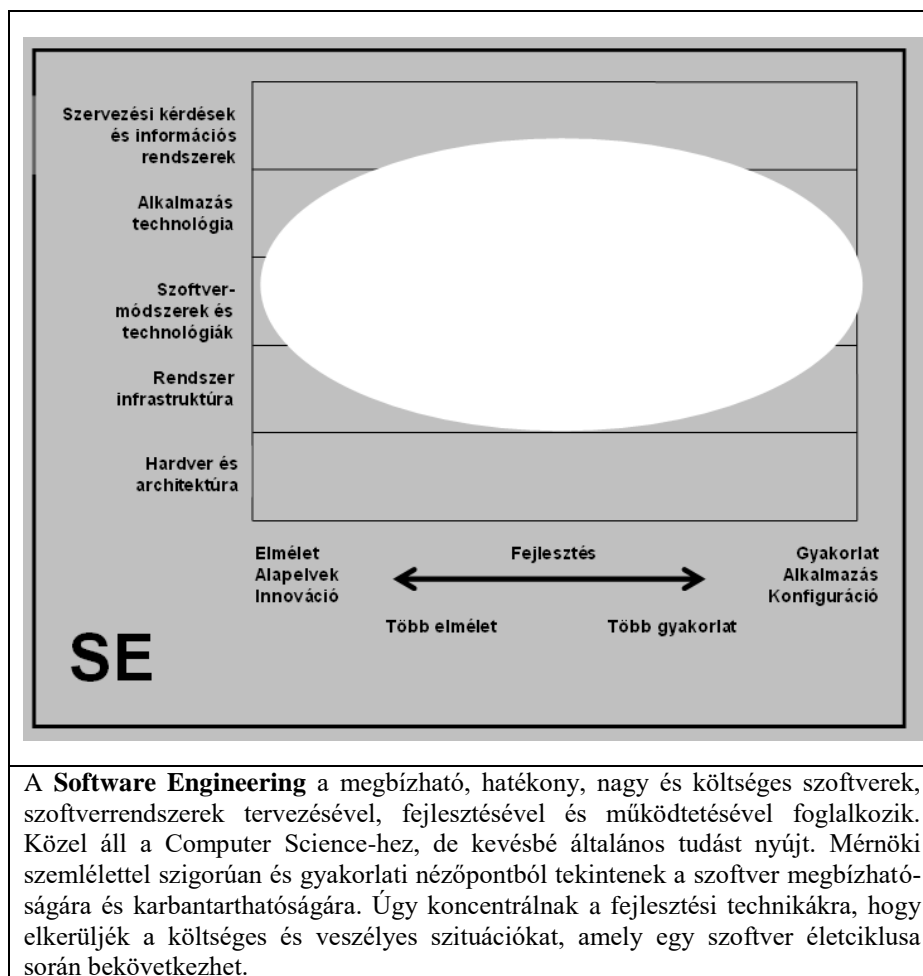 Szervezési kérdések
és információs
rendszerek
Alkalmazás
technológia
Szoftver-
módszerek és
technológiák
Rendszer
infrastruktúra
Hardver és
architektúra
Elmélet
Alapelvek
Innováció
Fejlesztés
Gyakorlat
Alkalmazás
Konfiguráció
Több elmélet
Több gyakorlat
SE
A Software Engineering a megbízható, hatékony, nagy és költséges szoftverek,
szoftverrendszerek tervezésével, fejlesztésével és működtetésével foglalkozik.
Közel áll a Computer Science-hez, de kevésbé általános tudást nyújt. Mérnöki
szemlélettel szigorúan és gyakorlati nézőpontból tekintenek a szoftver megbízható-
ságára és karbantarthatóságára. Úgy koncentrálnak a fejlesztési technikákra, hogy
elkerüljék a költséges és veszélyes szituációkat, amely egy szoftver életciklusa
során bekövetkezhet.